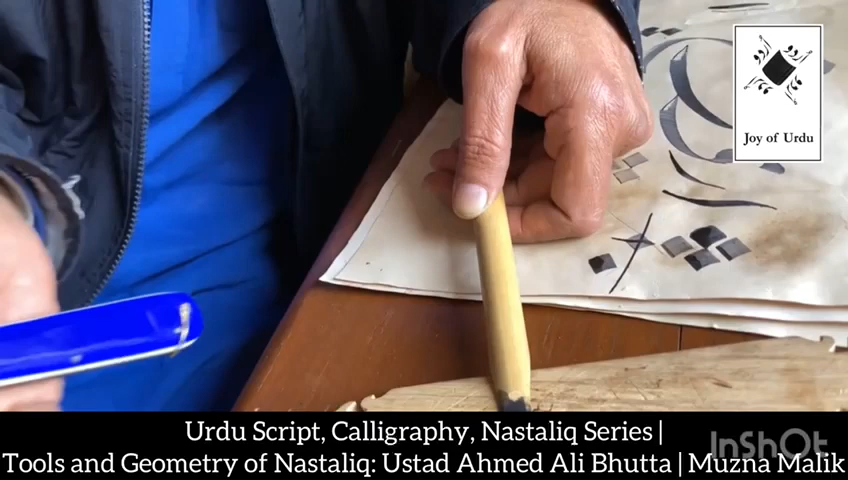 Joy of Urdu
Urdu Script, Calligraphy, Nastaliq Series |
InShOt
Tools and Geometry of Nastaliq: Ustad Ahmed Ali Bhutta | Muzna Malik